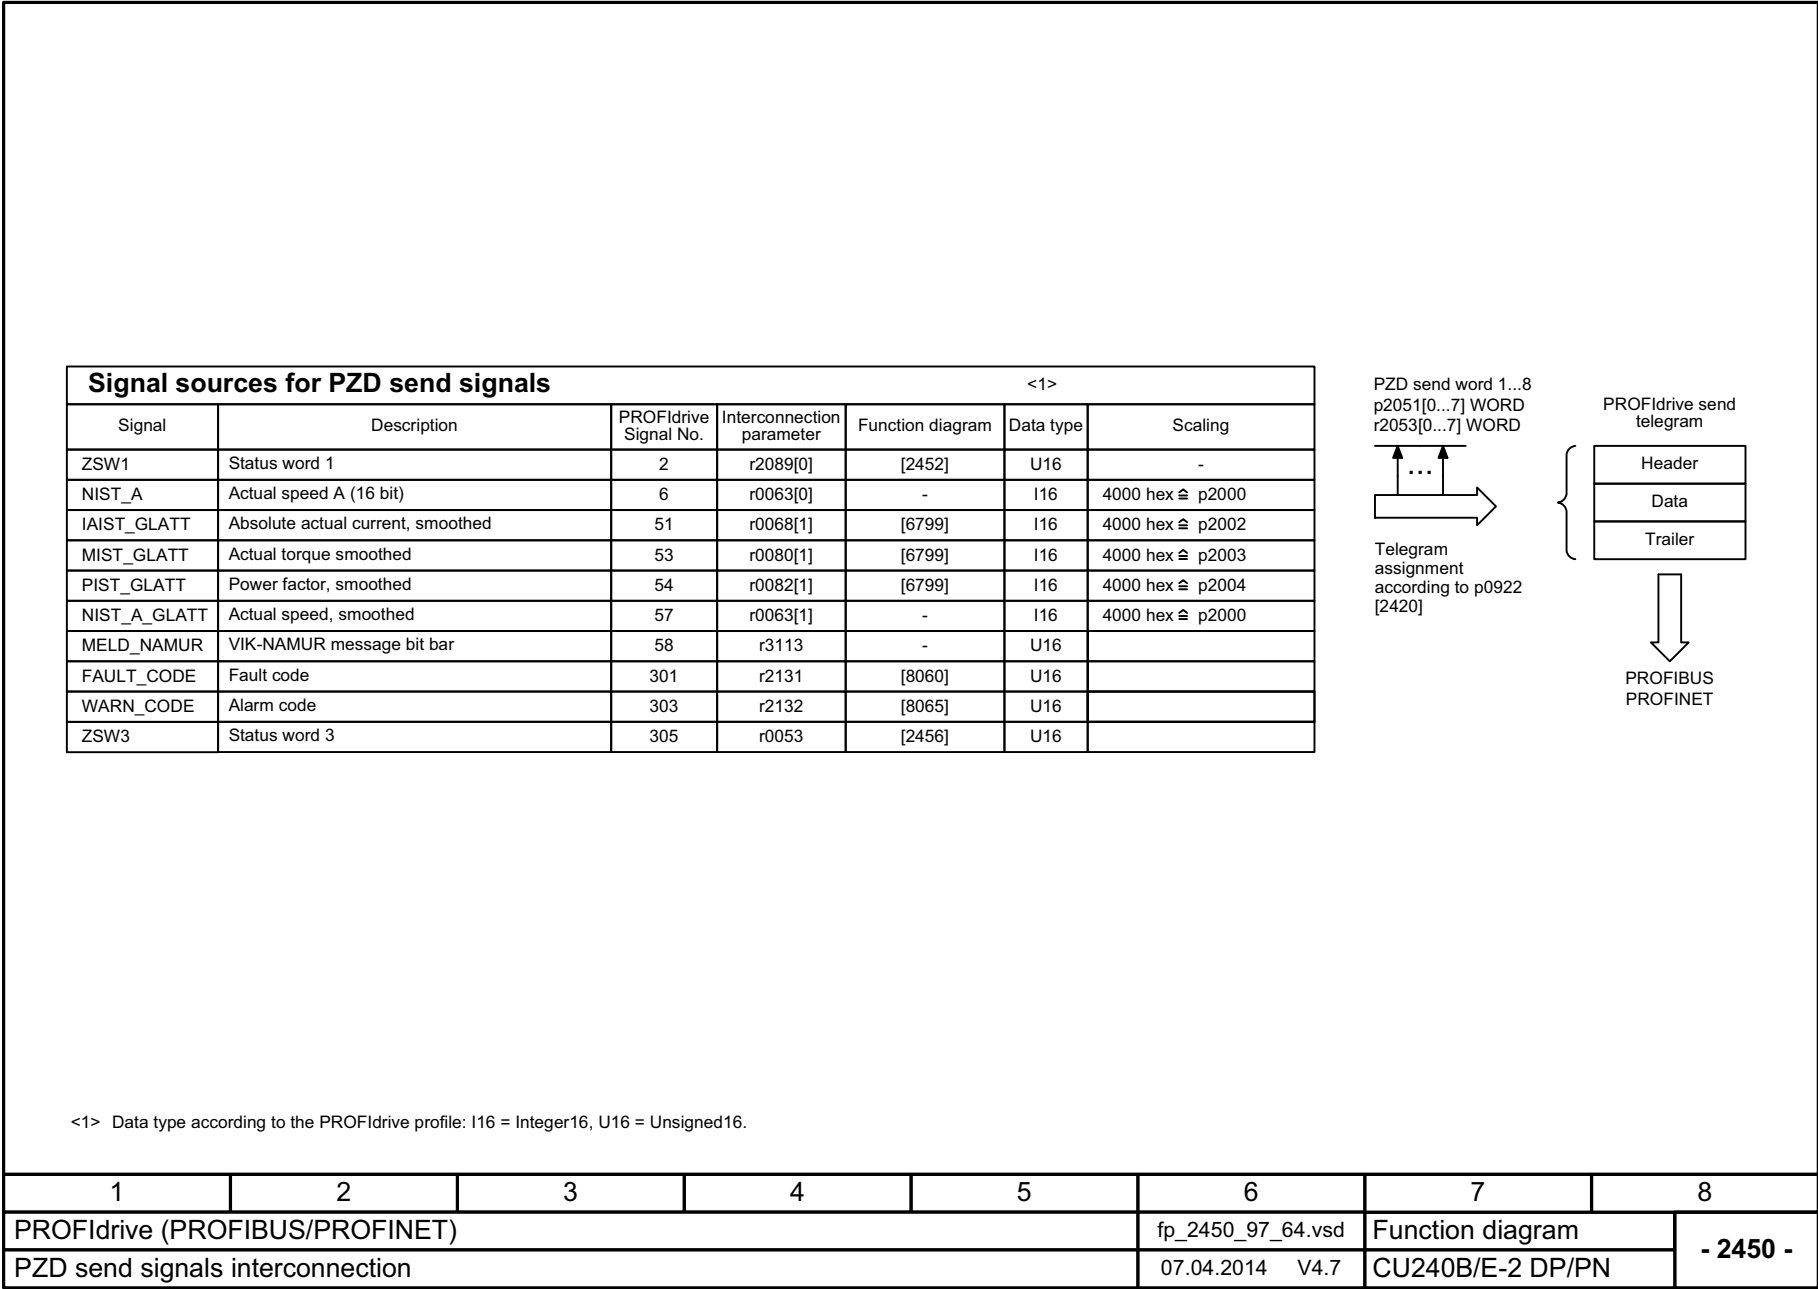 Signal sources for PZD send signals <1>
Signal Description PROFIdrive Signal No. Interconnection parameter Function diagram Data type Scaling
ZSW1 Status word 1 2 r2089[0] [2452] U16 -
NIST_A Actual speed A (16 bit) 6 r0063[0] - I16 4000 hex ≙ p2000
IAIST_GLATT Absolute actual current, smoothed 51 r0068[1] [6799] I16 4000 hex ≙ p2002
MIST_GLATT Actual torque smoothed 53 r0080[1] [6799] I16 4000 hex ≙ p2003
PIST_GLATT Power factor, smoothed 54 r0082[1] [6799] I16 4000 hex ≙ p2004
NIST_A_GLATT Actual speed, smoothed 57 r0063[1] - I16 4000 hex ≙ p2000
MELD_NAMUR VIK-NAMUR message bit bar 58 r3113 - U16
FAULT_CODE Fault code 301 r2131 [8060] U16
WARN_CODE Alarm code 303 r2132 [8065] U16
ZSW3 Status word 3 305 r0053 [2456] U16
PZD send word 1...8
p2051[0...7] WORD
r2053[0...7] WORD
...
Telegram
assignment
according to p0922
[2420]
PROFIdrive send
telegram
Header
Data
Trailer
PROFIBUS
PROFINET
<1> Data type according to the PROFIdrive profile: I16 = Integer16, U16 = Unsigned16.
1 2 3 4 5 6 7 8
PROFIdrive (PROFIBUS/PROFINET) fp_2450_97_64.vsd Function diagram - 2450 -
PZD send signals interconnection 07.04.2014 V4.7 CU240B/E-2 DP/PN